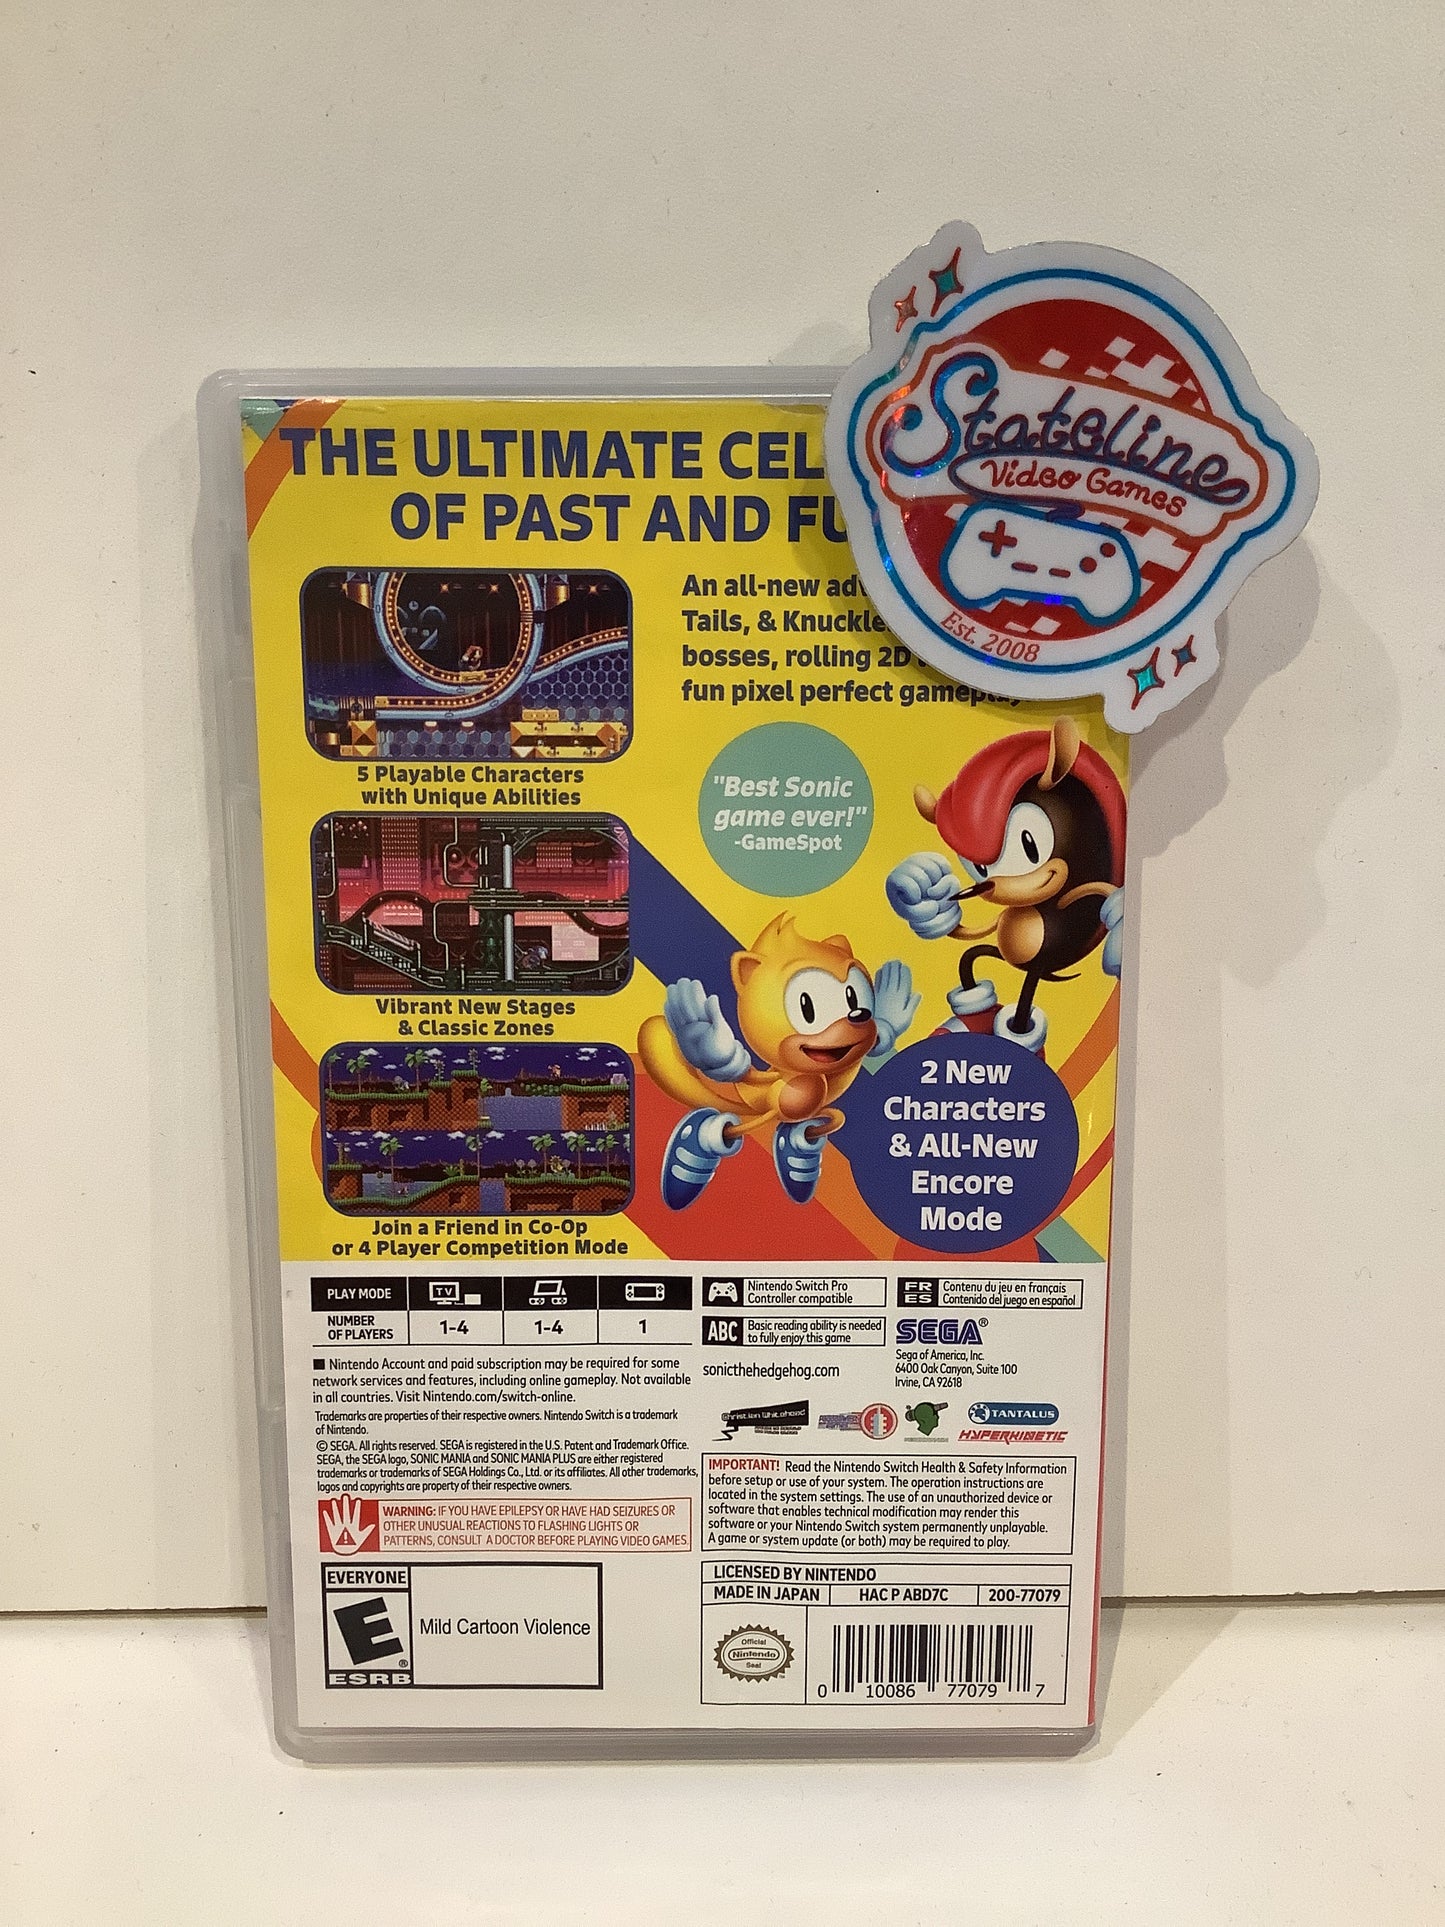 Stateline
Video Games
Est. 2008
THE ULTIMATE CEL
OF PAST AND FU
An all-new adv
Tails, & Knuckle
bosses, rolling 2D
fun pixel perfect gameplay
5 Playable Characters
with Unique Abilities
"Best Sonic
game ever!"
-GameSpot
Vibrant New Stages
& Classic Zones
2 New
Characters
& All-New
Encore
Mode
Join a Friend in Co-Op
or 4 Player Competition Mode
PLAY MODE TV
NUMBER
OF PLAYERS 1-4 1-4 1
Nintendo Switch Pro
Controller compatible
FR Contenu du jeu en français
ES Contenido del juego en español
ABC Basic reading ability is needed
to fully enjoy this game
SEGA®
Sega of America, Inc.
6400 Oak Canyon, Suite 100
Irvine, CA 92618
sonicthehedgehog.com
■ Nintendo Account and paid subscription may be required for some
network services and features, including online gameplay. Not available
in all countries. Visit Nintendo.com/switch-online.
Trademarks are properties of their respective owners. Nintendo Switch is a trademark
of Nintendo.
© SEGA. All rights reserved. SEGA is registered in the U.S. Patent and Trademark Office.
SEGA, the SEGA logo, SONIC MANIA and SONIC MANIA PLUS are either registered
trademarks or trademarks of SEGA Holdings Co., Ltd. or its affiliates. All other trademarks,
logos and copyrights are property of their respective owners.
Christian Whitehead
TANTALUS
HYPERKINETIC
WARNING: IF YOU HAVE EPILEPSY OR HAVE HAD SEIZURES OR
OTHER UNUSUAL REACTIONS TO FLASHING LIGHTS OR
PATTERNS, CONSULT A DOCTOR BEFORE PLAYING VIDEO GAMES.
IMPORTANT! Read the Nintendo Switch Health & Safety Information
before setup or use of your system. The operation instructions are
located in the system settings. The use of an unauthorized device or
software that enables technical modification may render this
software or your Nintendo Switch system permanently unplayable.
A game or system update (or both) may be required to play.
EVERYONE
E
®
ESRB
Mild Cartoon Violence
LICENSED BY NINTENDO
MADE IN JAPAN HAC P ABD7C 200-77079
Official
Nintendo
Seal
0 10086 77079 7